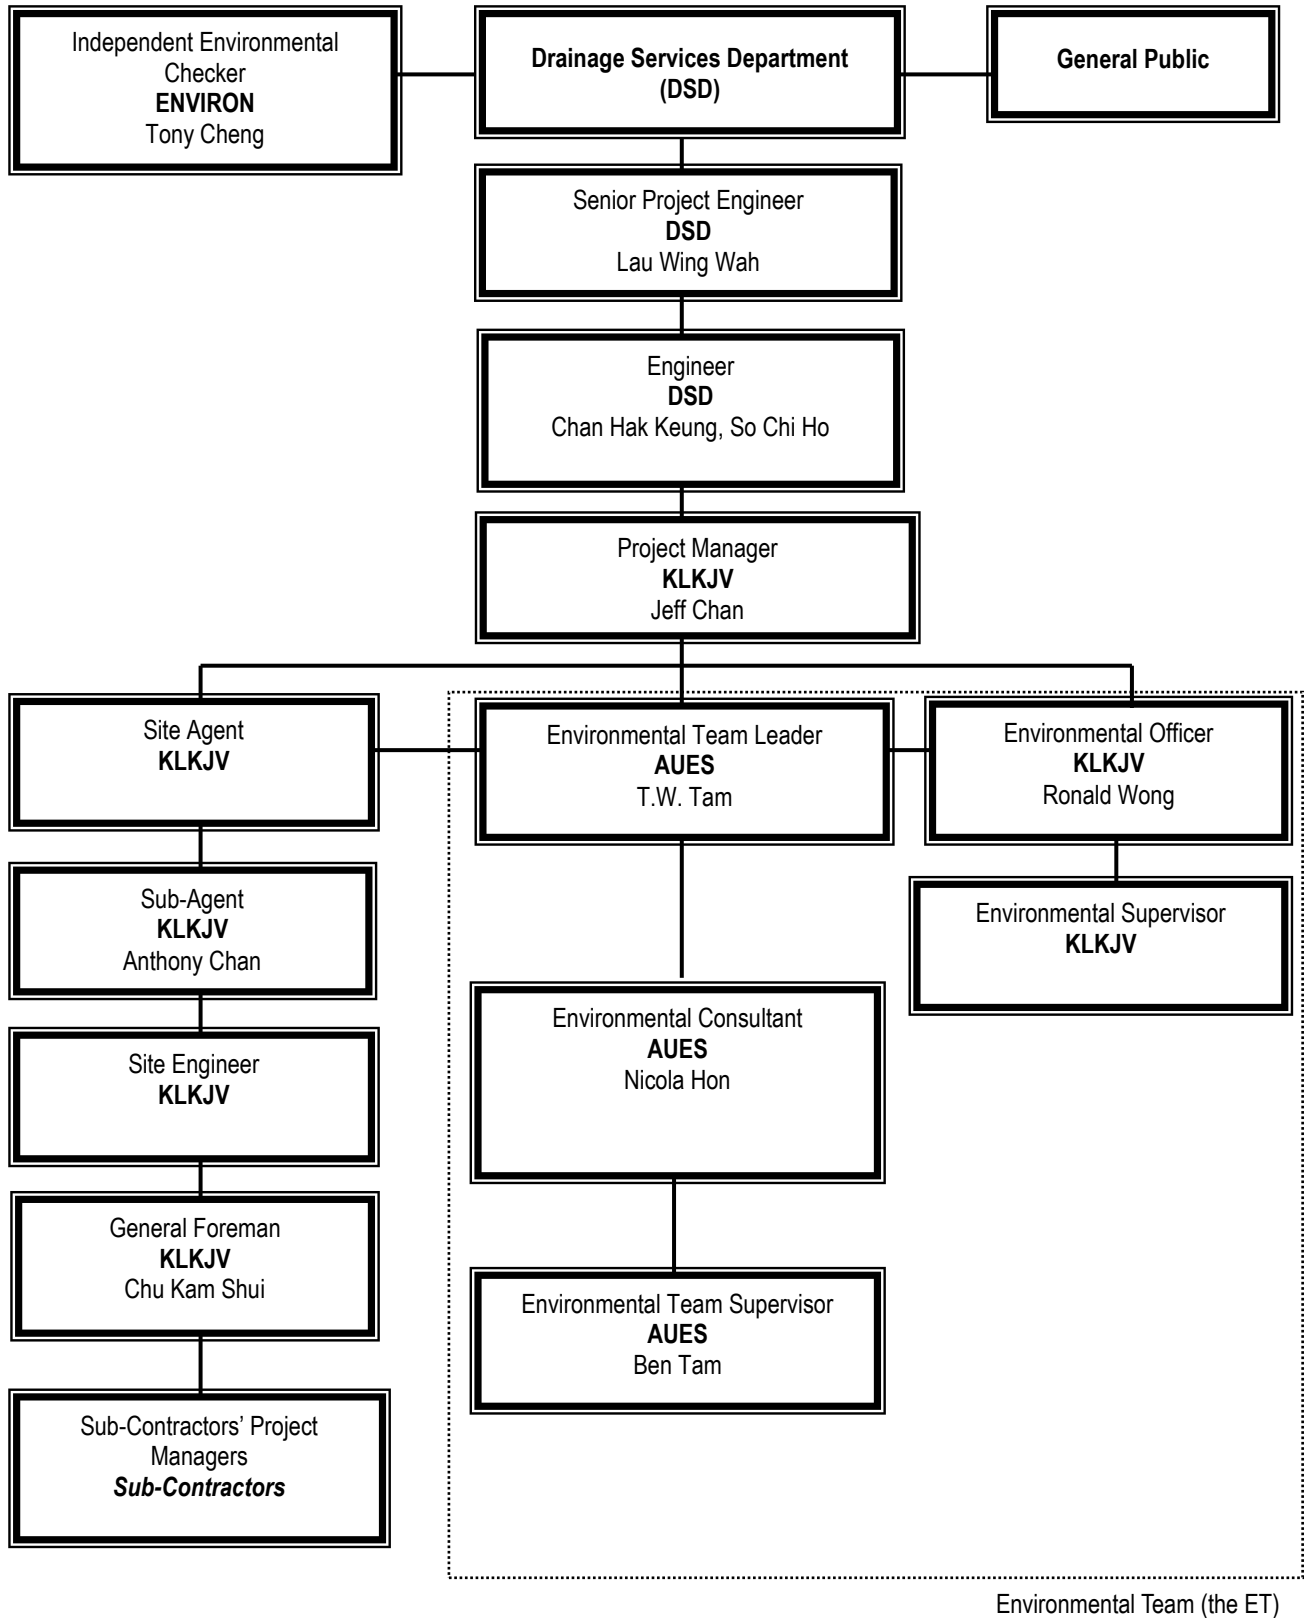 Independent Environmental
Checker
ENVIRON
Tony Cheng
Drainage Services Department
(DSD)
General Public
Senior Project Engineer
DSD
Lau Wing Wah
Engineer
DSD
Chan Hak Keung, So Chi Ho
Project Manager
KLKJV
Jeff Chan
Site Agent
KLKJV
Environmental Team Leader
AUES
T.W. Tam
Environmental Officer
KLKJV
Ronald Wong
Sub-Agent
KLKJV
Anthony Chan
Environmental Supervisor
KLKJV
Site Engineer
KLKJV
Environmental Consultant
AUES
Nicola Hon
General Foreman
KLKJV
Chu Kam Shui
Environmental Team Supervisor
AUES
Ben Tam
Sub-Contractors’ Project
Managers
Sub-Contractors
Environmental Team (the ET)